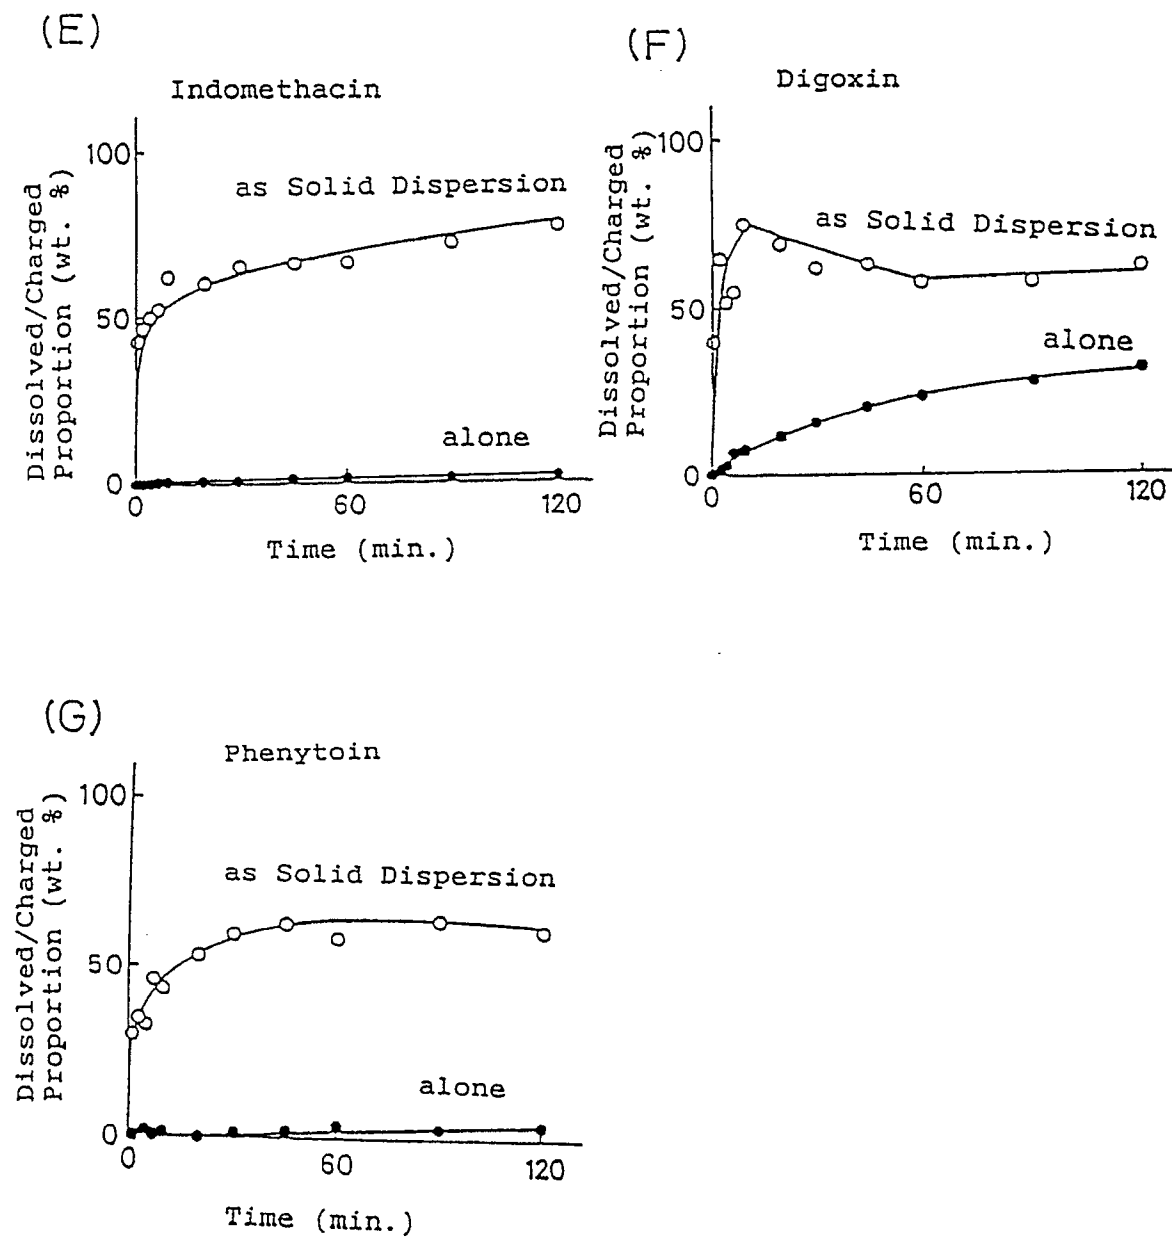 (E)
Indomethacin
Dissolved/Charged
Proportion (wt. %)
100
50
0
as Solid Dispersion
alone
0 60 120
Time (min.)
(F)
Digoxin
Dissolved/Charged
Proportion (wt. %)
100
50
0
as Solid Dispersion
alone
0 60 120
Time (min.)
(G)
Phenytoin
Dissolved/Charged
Proportion (wt. %)
100
50
0
as Solid Dispersion
alone
0 60 120
Time (min.)